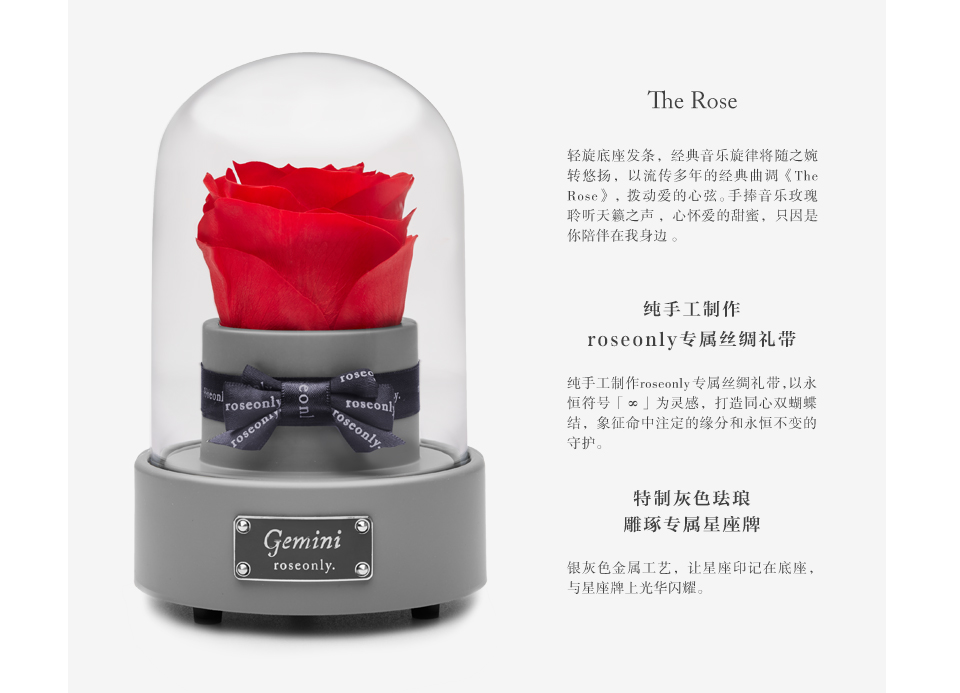 The Rose
轻旋底座发条，经典音乐旋律将随之婉
转悠扬，以流传多年的经典曲调《The
Rose》，拨动爱的心弦。手捧音乐玫瑰
聆听天籁之声，心怀爱的甜蜜，只因是
你陪伴在我身边。
纯手工制作
roseonly专属丝绸礼带
纯手工制作roseonly专属丝绸礼带,以永
恒符号「∞」为灵感，打造同心双蝴蝶
结，象征命中注定的缘分和永恒不变的
守护。
特制灰色珐琅
雕琢专属星座牌
银灰色金属工艺，让星座印记在底座，
与星座牌上光华闪耀。
roseonly.
roseonly
roseonly.
roseonly.
Gemini
roseonly.